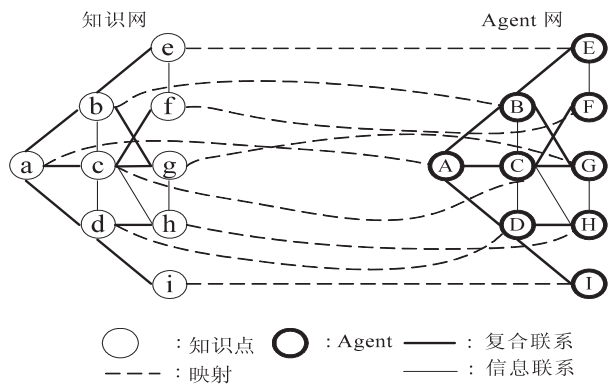 知识网 Agent 网
e E
b f B F
a c g A C G
d h D H
i I
：知识点 ：Agent ：复合联系
：映射 ：信息联系